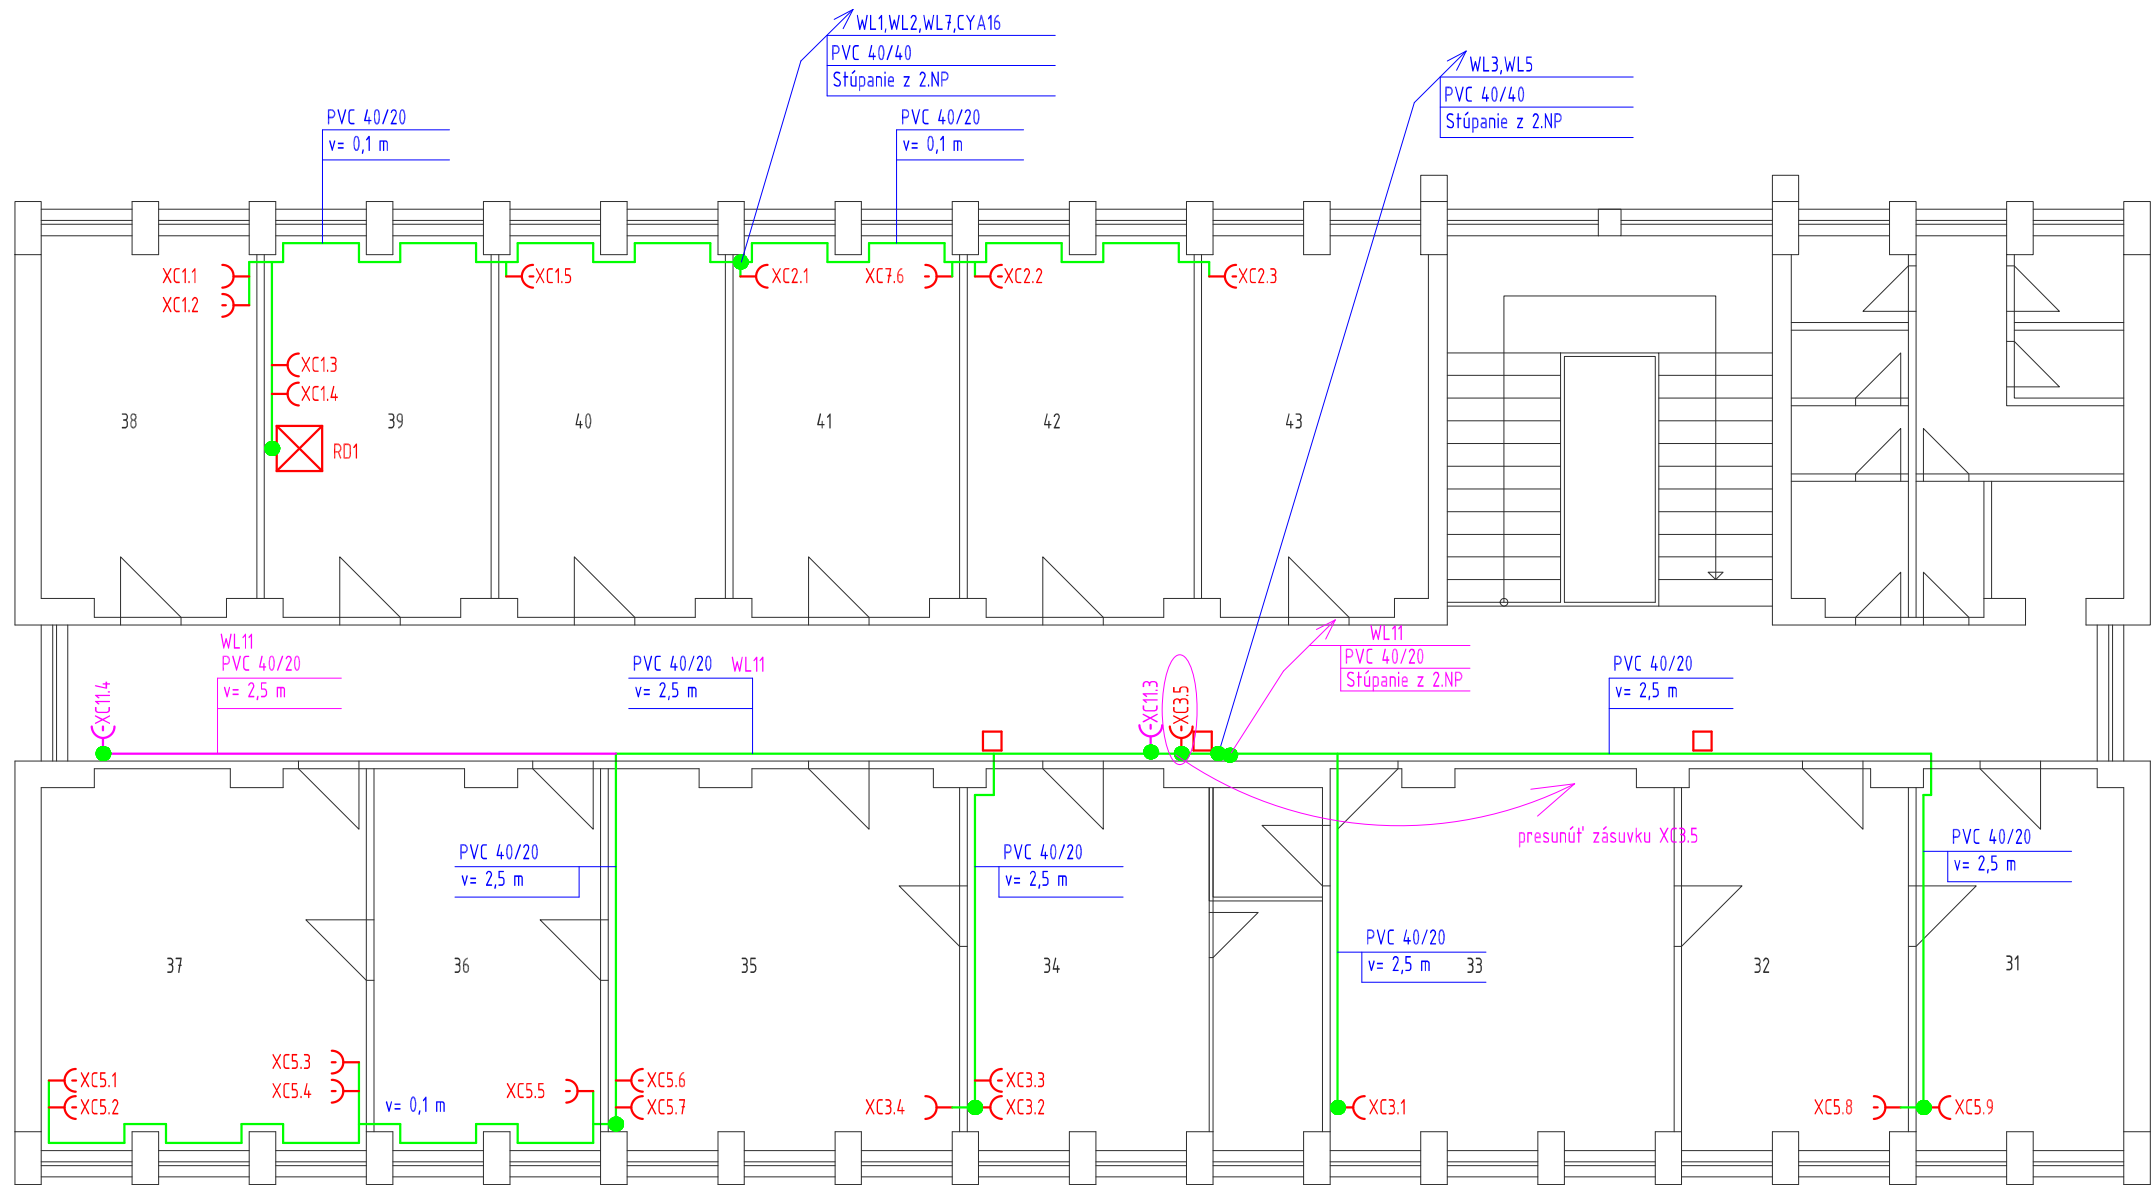 WL1,WL2,WL7,CYA16
PVC 40/40
Stúpanie z 2.NP
WL3,WL5
PVC 40/40
Stúpanie z 2.NP
PVC 40/20
v= 0,1 m
PVC 40/20
v= 0,1 m
XC1.1
XC1.2
XC1.5
XC2.1
XC7.6
XC2.2
XC2.3
XC1.3
XC1.4
38
39
40
41
42
43
RD1
WL11
PVC 40/20
v= 2,5 m
PVC 40/20
WL11
v= 2,5 m
WL11
PVC 40/20
Stúpanie z 2.NP
PVC 40/20
v= 2,5 m
XC11.4
XC11.3
XC3.5
presunúť zásuvku XC3.5
PVC 40/20
v= 2,5 m
PVC 40/20
v= 2,5 m
PVC 40/20
v= 2,5 m
PVC 40/20
v= 2,5 m
37
36
35
34
33
32
31
XC5.3
XC5.4
XC5.1
XC5.2
v= 0,1 m
XC5.5
XC5.6
XC5.7
XC3.4
XC3.3
XC3.2
XC3.1
XC5.8
XC5.9